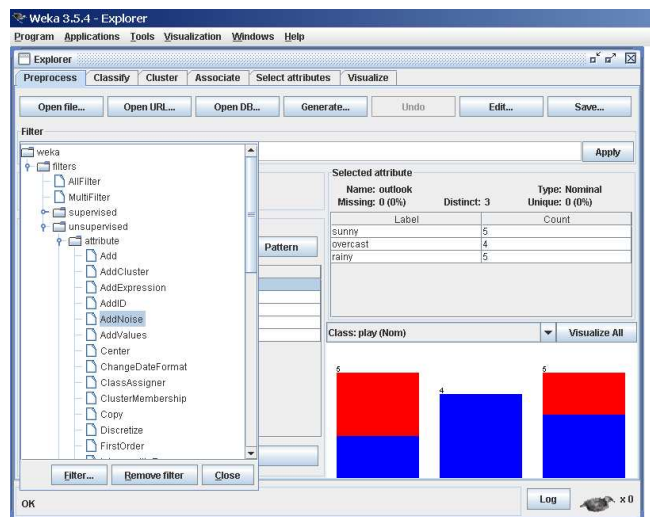 Weka 3.5.4 - Explorer
Program Applications Tools Visualization Windows Help
Explorer
Preprocess Classify Cluster Associate Select attributes Visualize
Open file... Open URL... Open DB... Generate... Undo Edit... Save...
Filter
weka
filters
AllFilter
MultiFilter
supervised
unsupervised
attribute
Add
AddCluster
AddExpression
AddID
AddNoise
AddValues
Center
ChangeDateFormat
ClassAssigner
ClusterMembership
Copy
Discretize
FirstOrder
Filter... Remove filter Close
Apply
Pattern
Selected attribute
Name: outlook Type: Nominal
Missing: 0 (0%) Distinct: 3 Unique: 0 (0%)
Label Count
sunny 5
overcast 4
rainy 5
Class: play (Nom) Visualize All
5 4 5
OK Log x 0